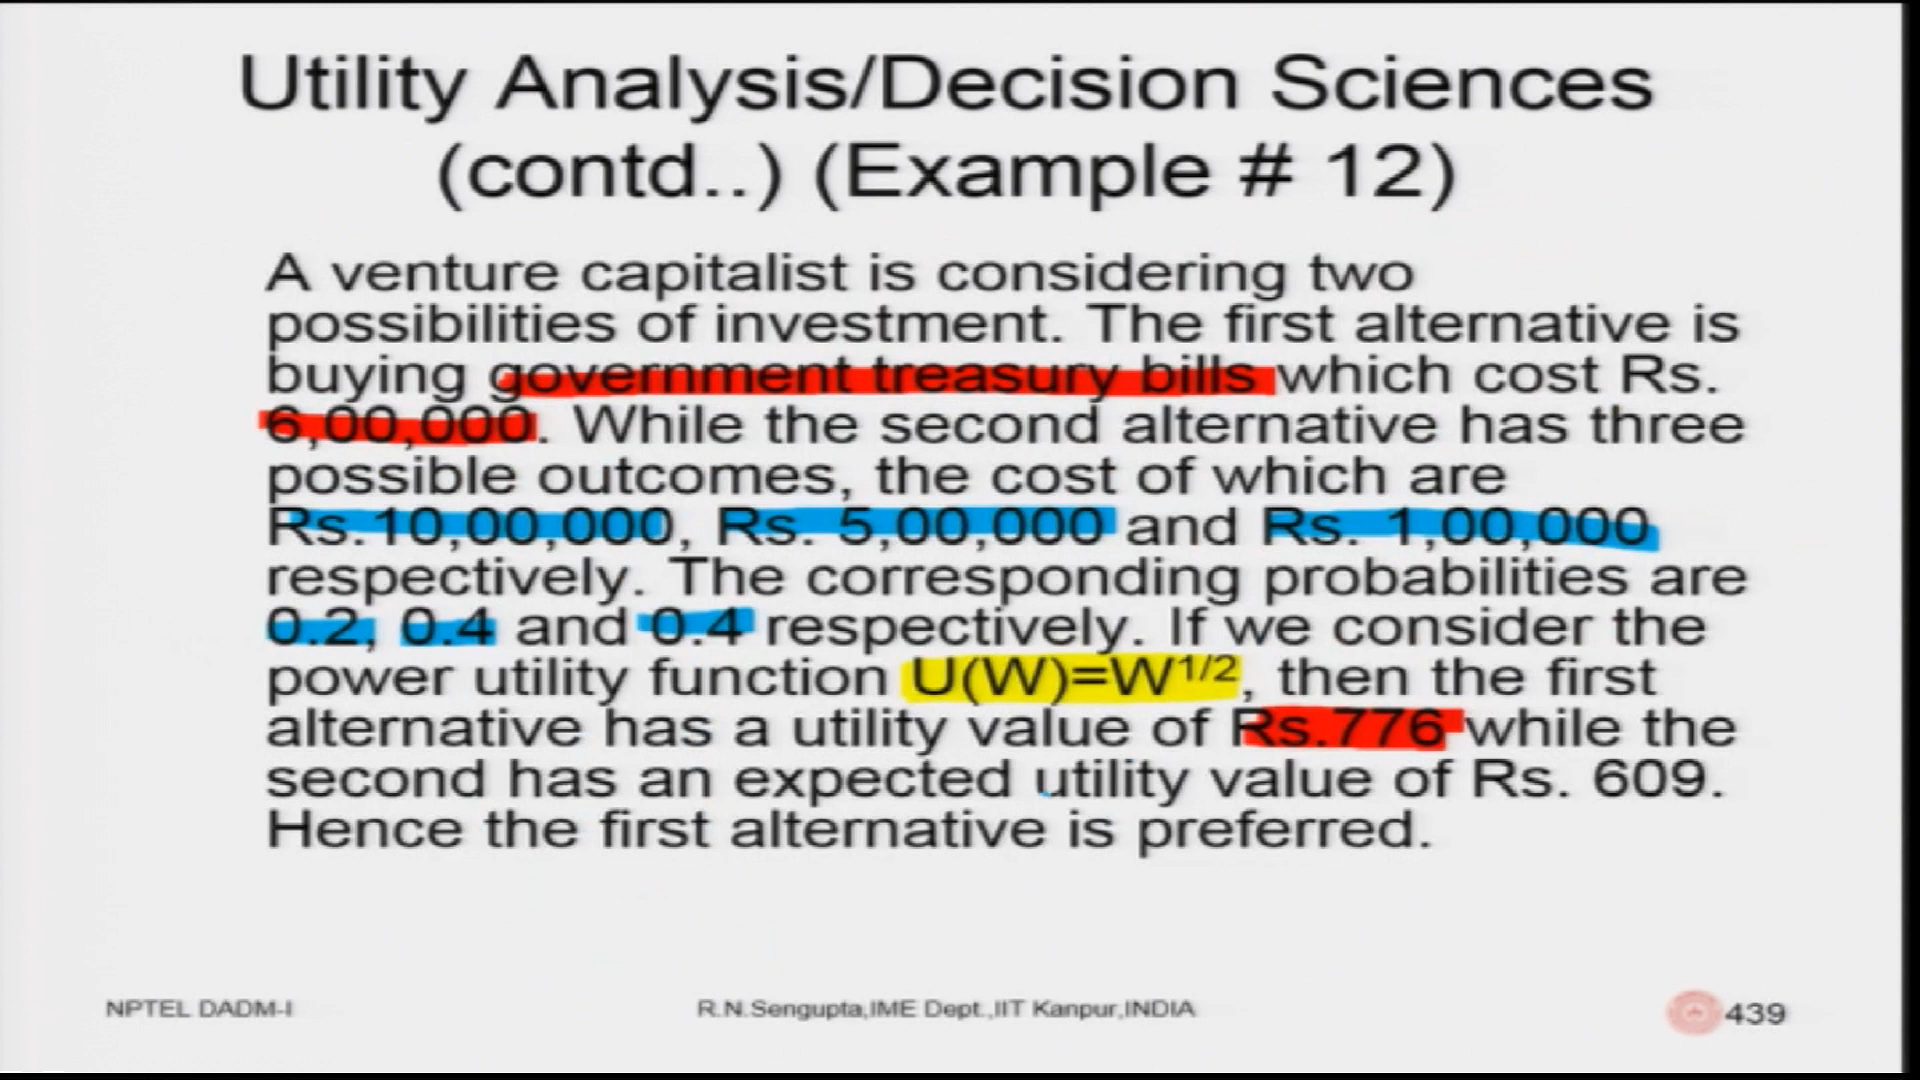 Utility Analysis/Decision Sciences
(contd..) (Example # 12)
A venture capitalist is considering two
possibilities of investment. The first alternative is
buying government treasury bills which cost Rs.
6,00,000. While the second alternative has three
possible outcomes, the cost of which are
Rs.10,00,000, Rs. 5,00,000 and Rs. 1,00,000
respectively. The corresponding probabilities are
0.2, 0.4 and 0.4 respectively. If we consider the
power utility function U(W)=W^1/2, then the first
alternative has a utility value of Rs.776 while the
second has an expected utility value of Rs. 609.
Hence the first alternative is preferred.
NPTEL DADM-I R.N.Sengupta,IME Dept.,IIT Kanpur,INDIA 439